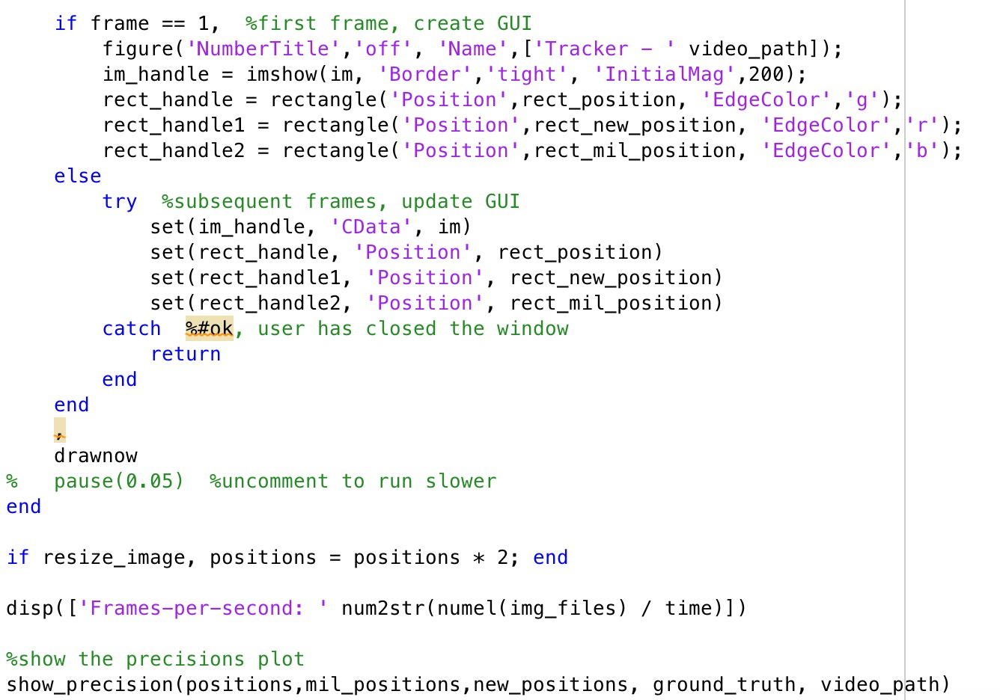 if frame == 1,  %first frame, create GUI
figure('NumberTitle','off', 'Name',['Tracker - ' video_path]);
im_handle = imshow(im, 'Border','tight', 'InitialMag',200);
rect_handle = rectangle('Position',rect_position, 'EdgeColor','g');
rect_handle1 = rectangle('Position',rect_new_position, 'EdgeColor','r');
rect_handle2 = rectangle('Position',rect_mil_position, 'EdgeColor','b');
else
try  %subsequent frames, update GUI
set(im_handle, 'CData', im)
set(rect_handle, 'Position', rect_position)
set(rect_handle1, 'Position', rect_new_position)
set(rect_handle2, 'Position', rect_mil_position)
catch  %#ok, user has closed the window
return
end
end
,
drawnow
%   pause(0.05)  %uncomment to run slower
end
if resize_image, positions = positions * 2; end
disp(['Frames-per-second: ' num2str(numel(img_files) / time)])
%show the precisions plot
show_precision(positions,mil_positions,new_positions, ground_truth, video_path)